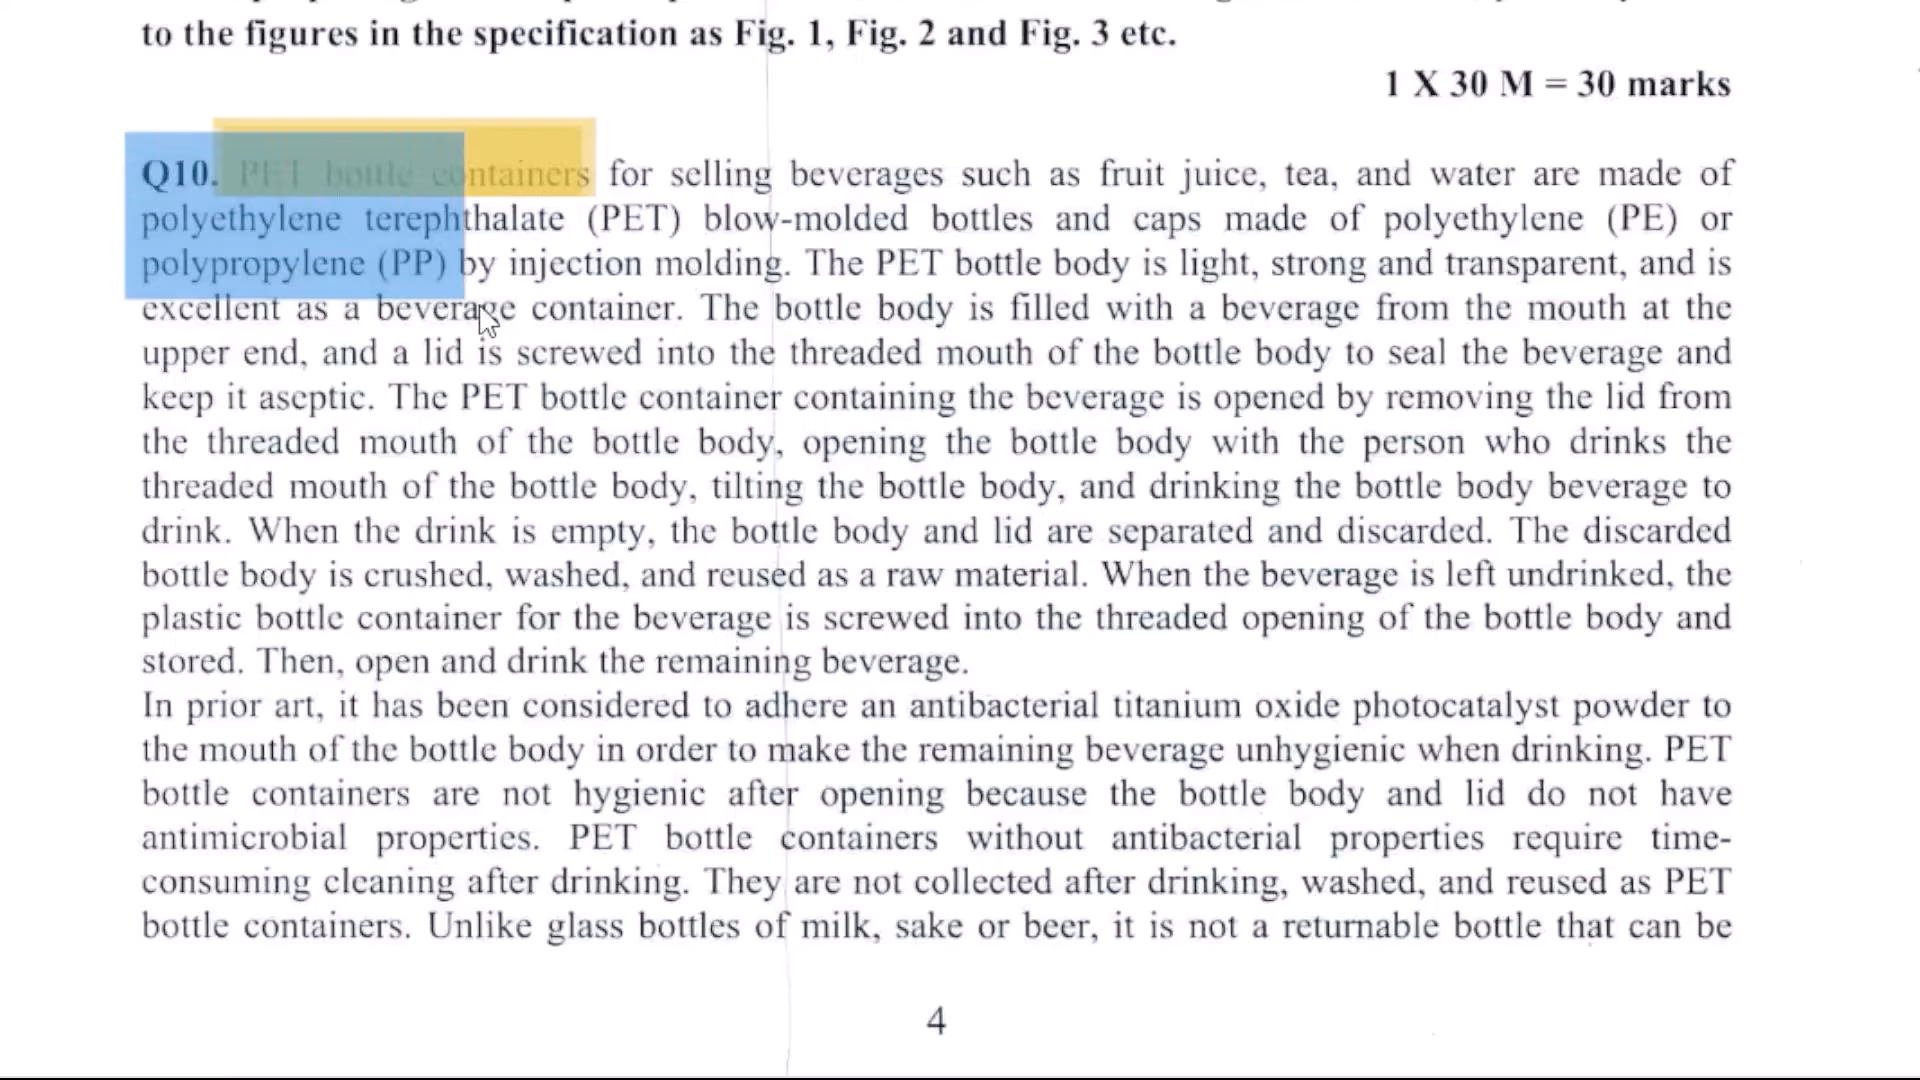 to the figures in the specification as Fig. 1, Fig. 2 and Fig. 3 etc.
1 X 30 M = 30 marks
Q10. PET bottle containers for selling beverages such as fruit juice, tea, and water are made of
polyethylene terephthalate (PET) blow-molded bottles and caps made of polyethylene (PE) or
polypropylene (PP) by injection molding. The PET bottle body is light, strong and transparent, and is
excellent as a beverage container. The bottle body is filled with a beverage from the mouth at the
upper end, and a lid is screwed into the threaded mouth of the bottle body to seal the beverage and
keep it aseptic. The PET bottle container containing the beverage is opened by removing the lid from
the threaded mouth of the bottle body, opening the bottle body with the person who drinks the
threaded mouth of the bottle body, tilting the bottle body, and drinking the bottle body beverage to
drink. When the drink is empty, the bottle body and lid are separated and discarded. The discarded
bottle body is crushed, washed, and reused as a raw material. When the beverage is left undrinked, the
plastic bottle container for the beverage is screwed into the threaded opening of the bottle body and
stored. Then, open and drink the remaining beverage.
In prior art, it has been considered to adhere an antibacterial titanium oxide photocatalyst powder to
the mouth of the bottle body in order to make the remaining beverage unhygienic when drinking. PET
bottle containers are not hygienic after opening because the bottle body and lid do not have
antimicrobial properties. PET bottle containers without antibacterial properties require time-
consuming cleaning after drinking. They are not collected after drinking, washed, and reused as PET
bottle containers. Unlike glass bottles of milk, sake or beer, it is not a returnable bottle that can be
4